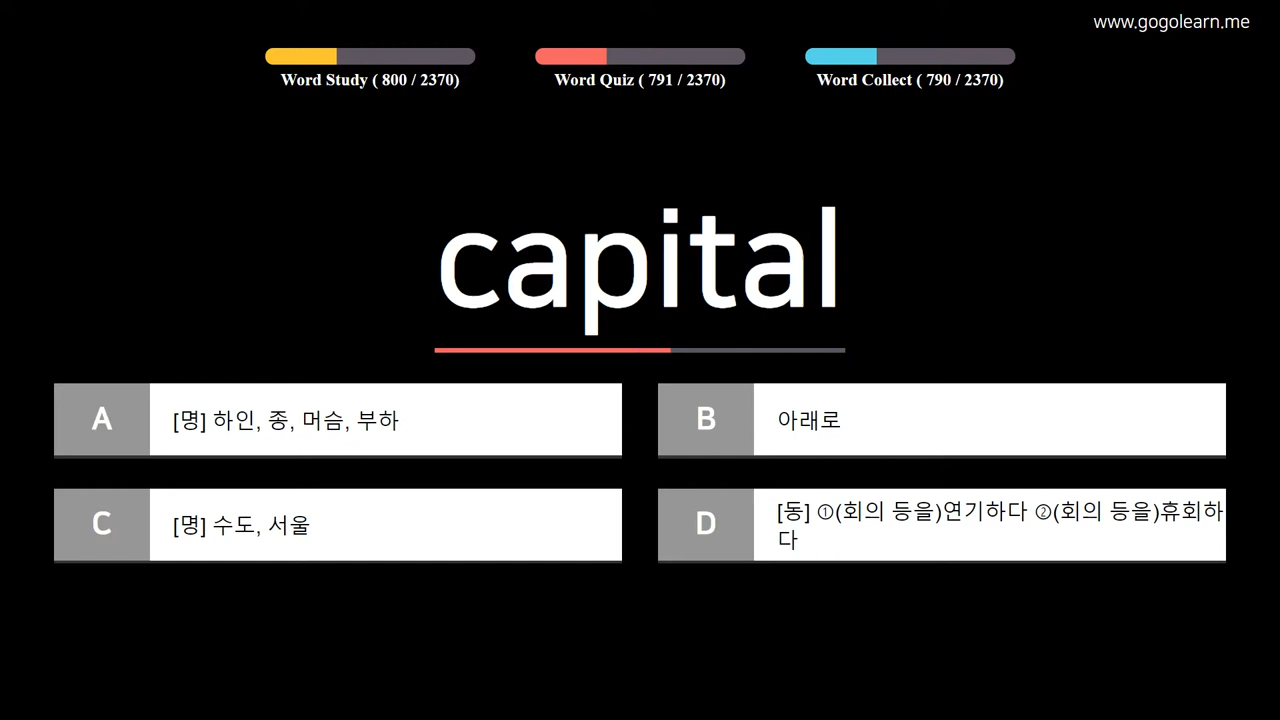 www.gogolearn.me
Word Study ( 800 / 2370)
Word Quiz ( 791 / 2370)
Word Collect ( 790 / 2370)
capital
A
[명] 하인, 종, 머슴, 부하
B
아래로
C
[명] 수도, 서울
D
[동] ①(회의 등을)연기하다 ②(회의 등을)휴회하
다